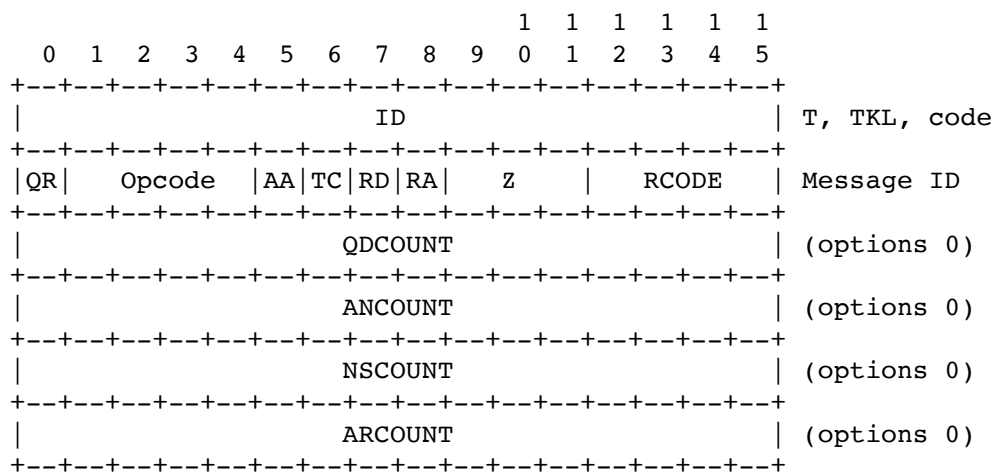 1  1  1  1  1  1
  0  1  2  3  4  5  6  7  8  9  0  1  2  3  4  5
+--+--+--+--+--+--+--+--+--+--+--+--+--+--+--+--+
|                      ID                       | T, TKL, code
+--+--+--+--+--+--+--+--+--+--+--+--+--+--+--+--+
|QR|   Opcode  |AA|TC|RD|RA|   Z    |   RCODE   | Message ID
+--+--+--+--+--+--+--+--+--+--+--+--+--+--+--+--+
|                    QDCOUNT                    | (options 0)
+--+--+--+--+--+--+--+--+--+--+--+--+--+--+--+--+
|                    ANCOUNT                    | (options 0)
+--+--+--+--+--+--+--+--+--+--+--+--+--+--+--+--+
|                    NSCOUNT                    | (options 0)
+--+--+--+--+--+--+--+--+--+--+--+--+--+--+--+--+
|                    ARCOUNT                    | (options 0)
+--+--+--+--+--+--+--+--+--+--+--+--+--+--+--+--+